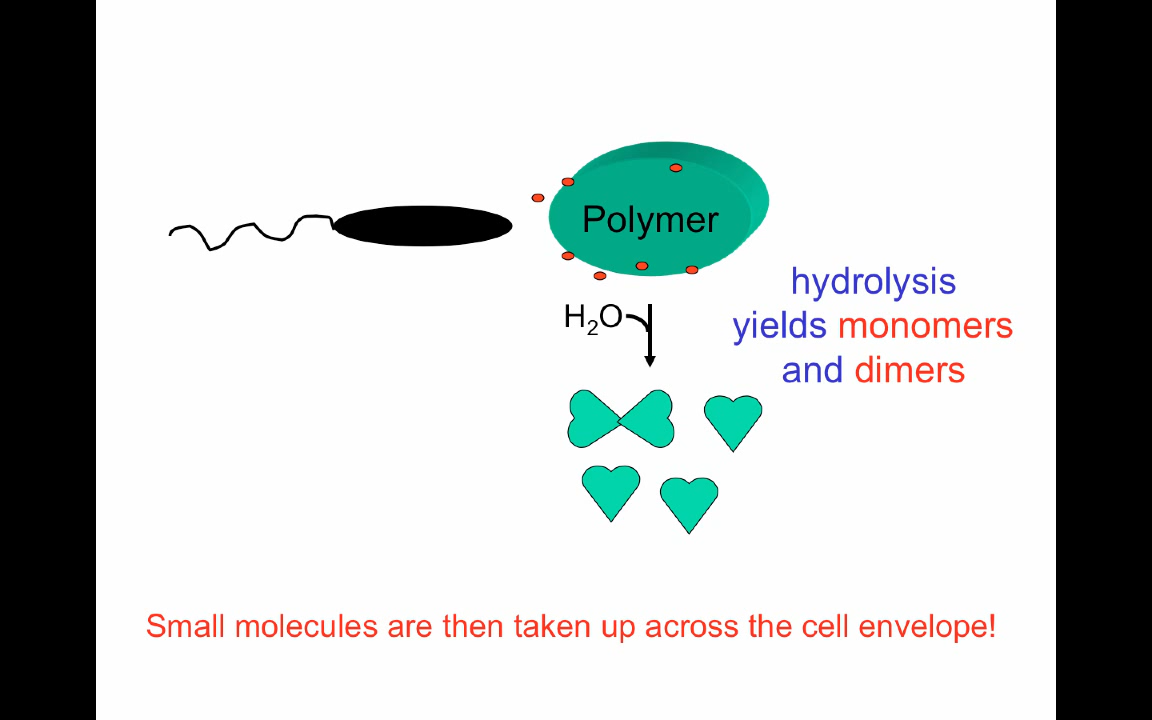 Polymer
H₂O
hydrolysis
yields monomers
and dimers
Small molecules are then taken up across the cell envelope!